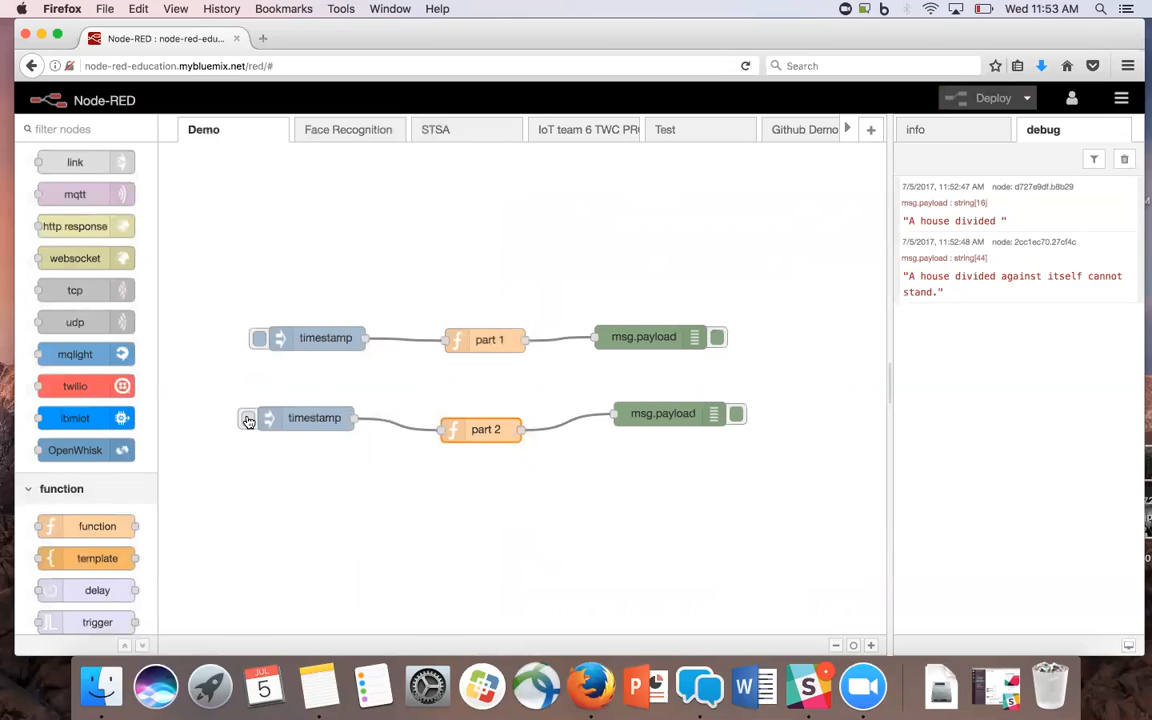 Firefox File Edit View History Bookmarks Tools Window Help Wed 11:53 AM
Node-RED : node-red-edu...
node-red-education.mybluemix.net/red/#
Search
Node-RED
Deploy
filter nodes
Demo
Face Recognition
STSA
IoT team 6 TWC PR
Test
Github Demo
info
debug
link
mqtt
http response
websocket
tcp
udp
mqlight
twilio
ibmiot
OpenWhisk
function
function
template
delay
trigger
timestamp
part 1
msg.payload
timestamp
part 2
msg.payload
7/5/2017, 11:52:47 AM node: d727e9df.b8b29
msg.payload : string[16]
"A house divided "
7/5/2017, 11:52:48 AM node: 2cc1ec70.27cf4c
msg.payload : string[44]
"A house divided against itself cannot
stand."
JUL
5